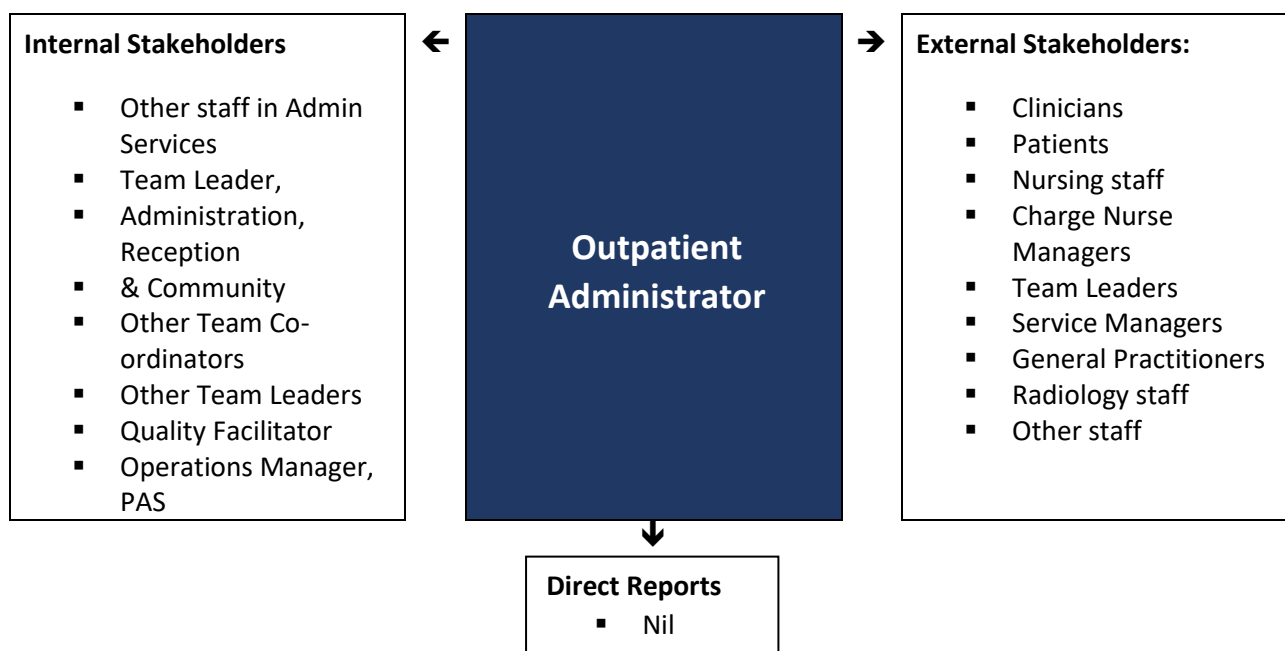 Internal Stakeholders
▪ Other staff in Admin
Services
▪ Team Leader,
▪ Administration,
Reception
▪ & Community
▪ Other Team Co-
ordinators
▪ Other Team Leaders
▪ Quality Facilitator
▪ Operations Manager,
PAS
Outpatient
Administrator
External Stakeholders:
▪ Clinicians
▪ Patients
▪ Nursing staff
▪ Charge Nurse
Managers
▪ Team Leaders
▪ Service Managers
▪ General Practitioners
▪ Radiology staff
▪ Other staff
Direct Reports
▪ Nil